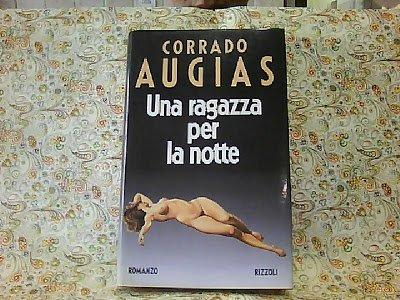 CORRADO
AUGIAS
Una ragazza
per
la notte
ROMANZO RIZZOLI